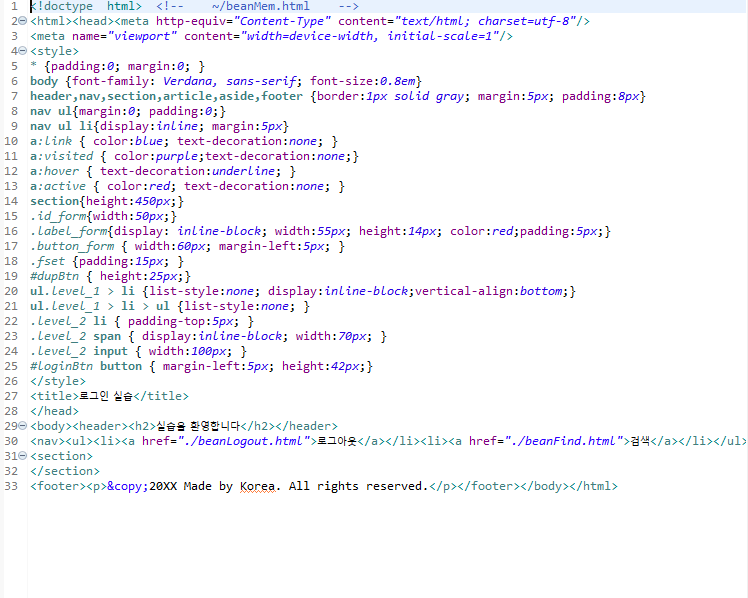 1 <!doctype  html>  <!--    ~/beanMem.html    -->
2 <html><head><meta http-equiv="Content-Type" content="text/html; charset=utf-8"/>
3 <meta name="viewport" content="width=device-width, initial-scale=1"/>
4 <style>
5 * {padding:0; margin:0; }
6 body {font-family: Verdana, sans-serif; font-size:0.8em}
7 header,nav,section,article,aside,footer {border:1px solid gray; margin:5px; padding:8px}
8 nav ul{margin:0; padding:0;}
9 nav ul li{display:inline; margin:5px}
10 a:link { color:blue; text-decoration:none; }
11 a:visited { color:purple;text-decoration:none;}
12 a:hover { text-decoration:underline; }
13 a:active { color:red; text-decoration:none; }
14 section{height:450px;}
15 .id_form{width:50px;}
16 .label_form{display: inline-block; width:55px; height:14px; color:red;padding:5px;}
17 .button_form { width:60px; margin-left:5px; }
18 .fset {padding:15px; }
19 #dupBtn { height:25px;}
20 ul.level_1 > li {list-style:none; display:inline-block;vertical-align:bottom;}
21 ul.level_1 > li > ul {list-style:none; }
22 .level_2 li { padding-top:5px; }
23 .level_2 span { display:inline-block; width:70px; }
24 .level_2 input { width:100px; }
25 #loginBtn button { margin-left:5px; height:42px;}
26 </style>
27 <title>로그인 실습</title>
28 </head>
29 <body><header><h2>실습을 환영합니다</h2></header>
30 <nav><ul><li><a href="./beanLogout.html">로그아웃</a></li><li><a href="./beanFind.html">검색</a></li></ul>
31 <section>
32 </section>
33 <footer><p>&copy;20XX Made by Korea. All rights reserved.</p></footer></body></html>